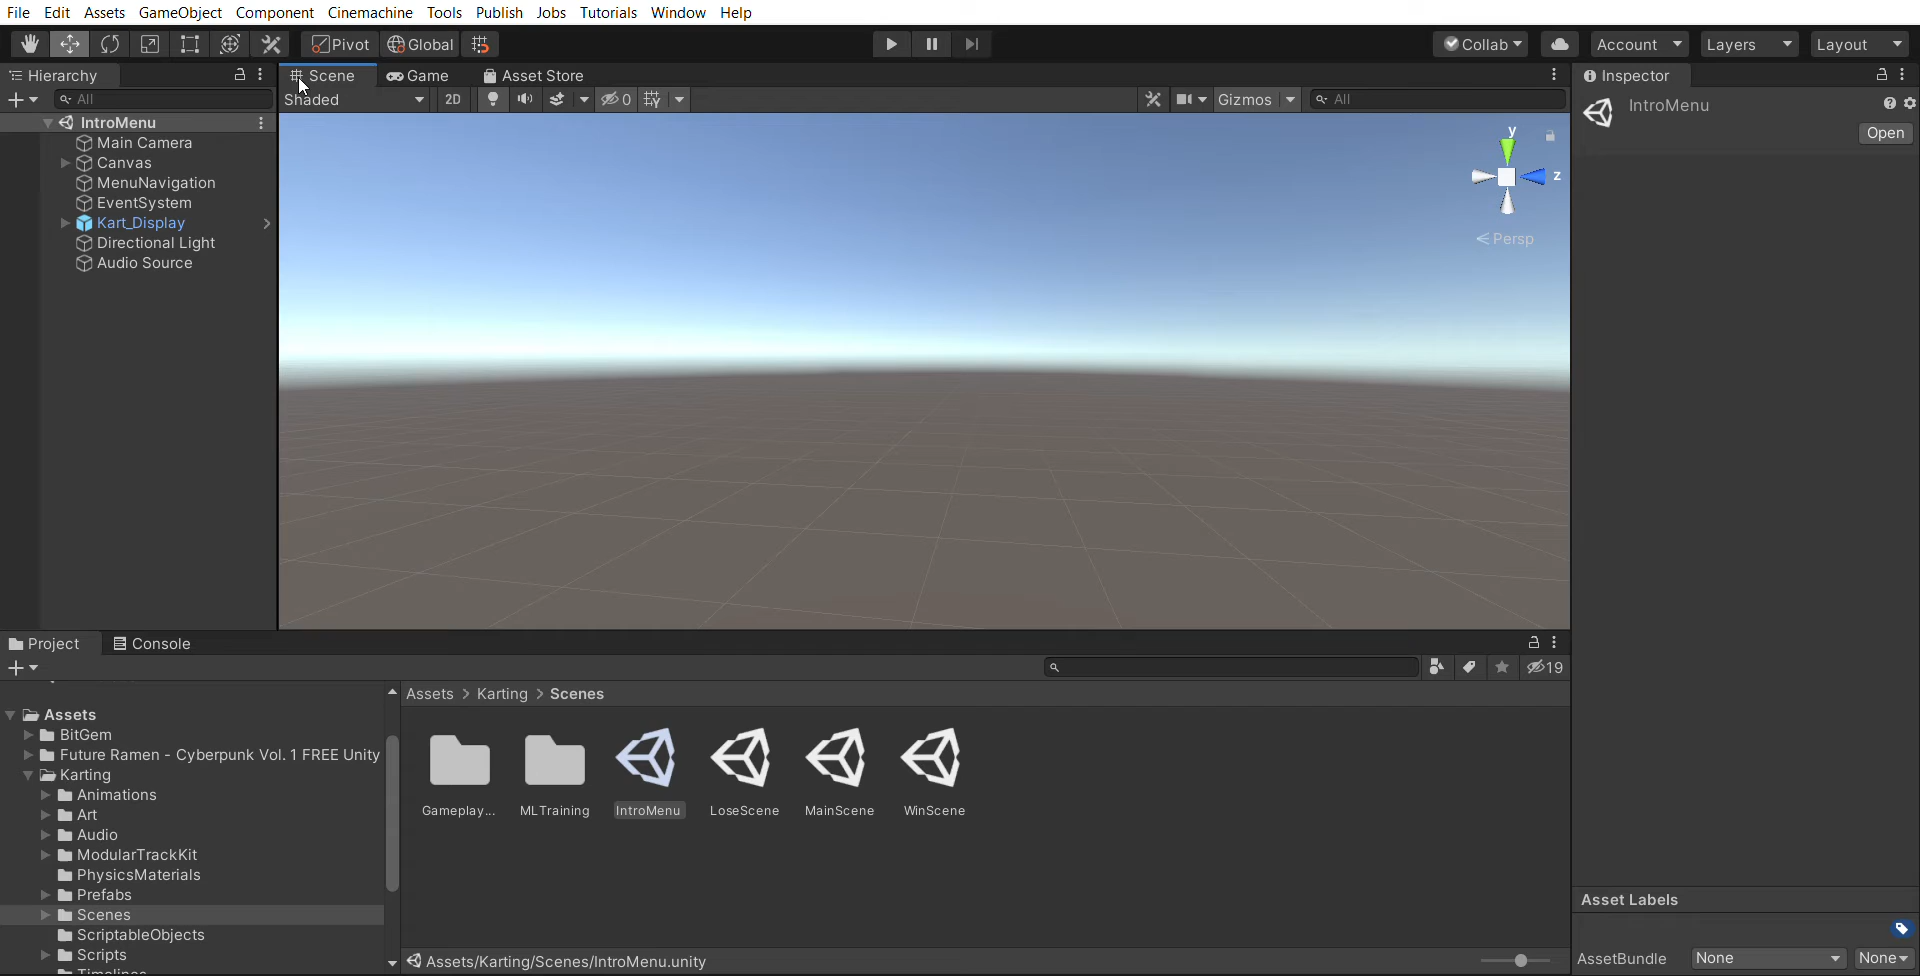 File Edit Assets GameObject Component Cinemachine Tools Publish Jobs Tutorials Window Help
Pivot Global Collab Account Layers Layout
Hierarchy
All
IntroMenu
Main Camera
Canvas
MenuNavigation
EventSystem
Kart_Display
Directional Light
Audio Source
Scene Game Asset Store
Shaded 2D 0 Gizmos All
y
z
Persp
Inspector
IntroMenu
Open
Project Console
19
Assets
BitGem
Future Ramen - Cyberpunk Vol. 1 FREE Unity
Karting
Animations
Art
Audio
ModularTrackKit
PhysicsMaterials
Prefabs
Scenes
ScriptableObjects
Scripts
Timelines
Assets > Karting > Scenes
Gameplay... MLTraining IntroMenu LoseScene MainScene WinScene
Assets/Karting/Scenes/IntroMenu.unity
Asset Labels
AssetBundle None None